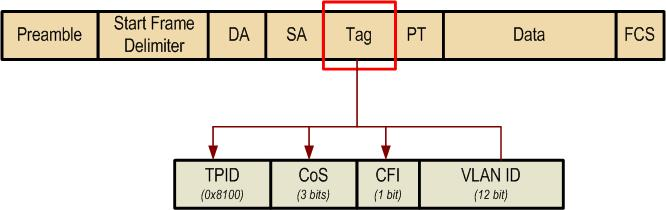 Preamble
Start Frame
Delimiter
DA
SA
Tag
PT
Data
FCS
TPID
(0x8100)
CoS
(3 bits)
CFI
(1 bit)
VLAN ID
(12 bit)